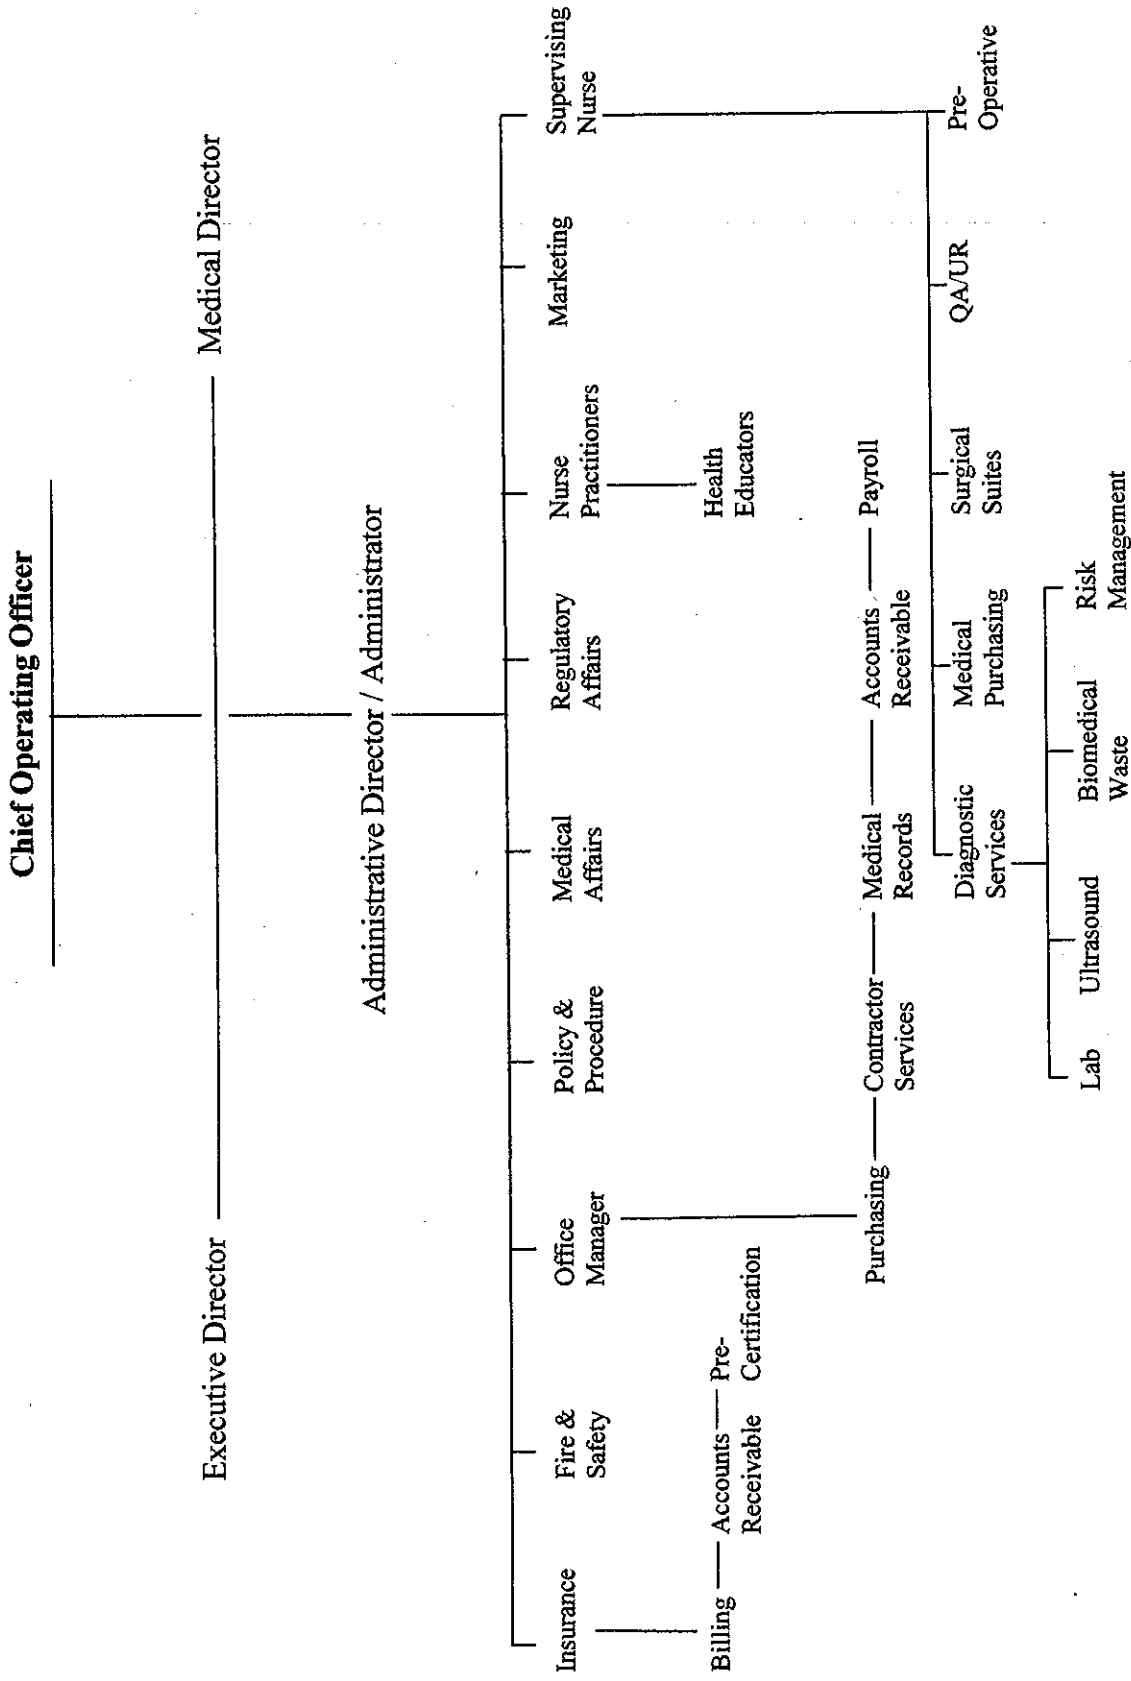 Chief Operating Officer
Executive Director
Medical Director
Administrative Director / Administrator
Insurance
Fire &
Safety
Office
Manager
Policy &
Procedure
Medical
Affairs
Regulatory
Affairs
Nurse
Practitioners
Marketing
Supervising
Nurse
Billing
Accounts
Receivable
Pre-
Certification
Health
Educators
Purchasing
Contractor
Services
Medical
Records
Accounts
Receivable
Payroll
Diagnostic
Services
Medical
Purchasing
Surgical
Suites
QA/UR
Pre-
Operative
Lab
Ultrasound
Biomedical
Waste
Risk
Management